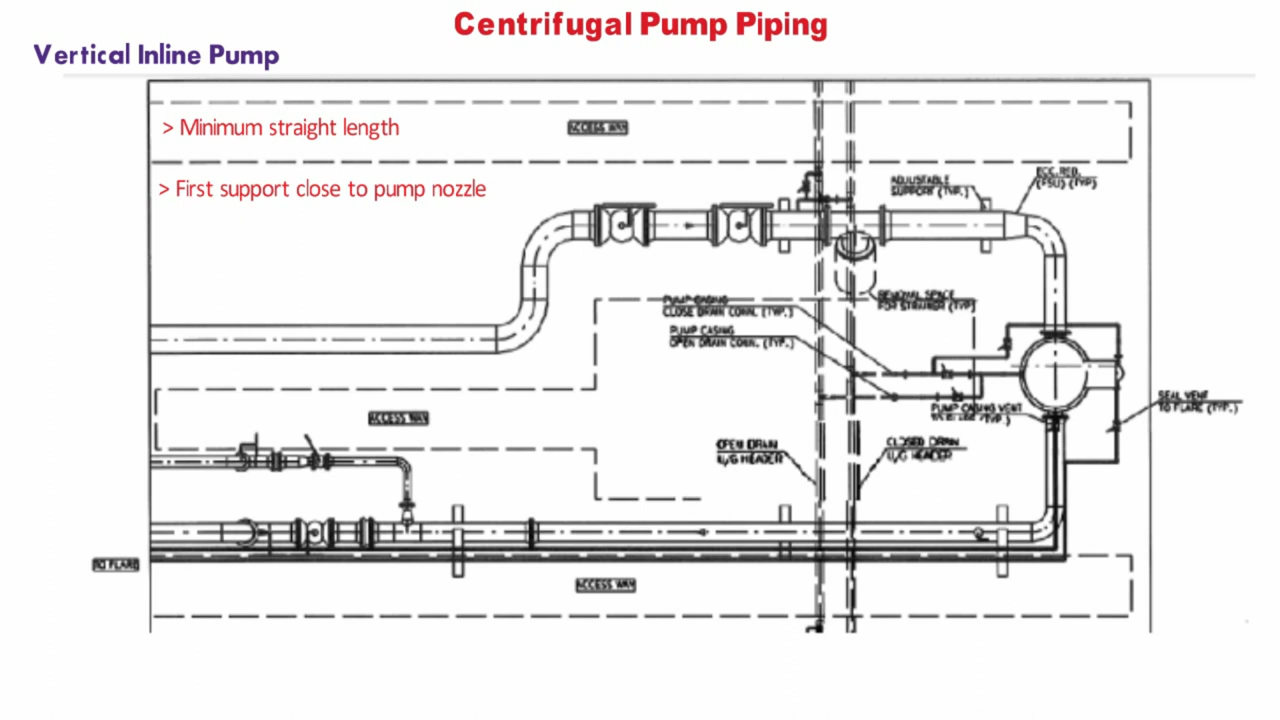 Centrifugal Pump Piping
Vertical Inline Pump
> Minimum straight length
ACCESS WAY
> First support close to pump nozzle
ADJUSTABLE
SUPPORT (TYP.)
ECC.RED.
(FSU) (TYP)
REMOVAL SPACE
FOR STRAINER (TYP)
PUMP CASING
CLOSE DRAIN CONN. (TYP.)
PUMP CASING
OPEN DRAIN CONN. (TYP.)
ACCESS WAY
PUMP CASING VENT
TO FLARE (TYP.)
SEAL VENT
TO FLARE (TYP.)
OPEN DRAIN
U/G HEADER
CLOSED DRAIN
U/G HEADER
TO FLARE
ACCESS WAY